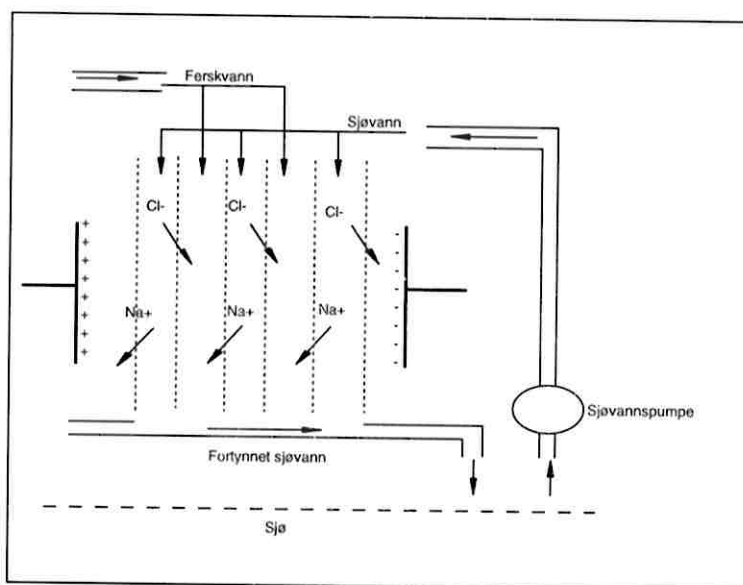 Ferskvann
Sjøvann
Cl- Cl- Cl-
+ -
+ -
+ -
+ -
+ -
+ -
+ -
+ -
Na+ Na+ Na+
Sjøvannspumpe
Fortynnet sjøvann
Sjø